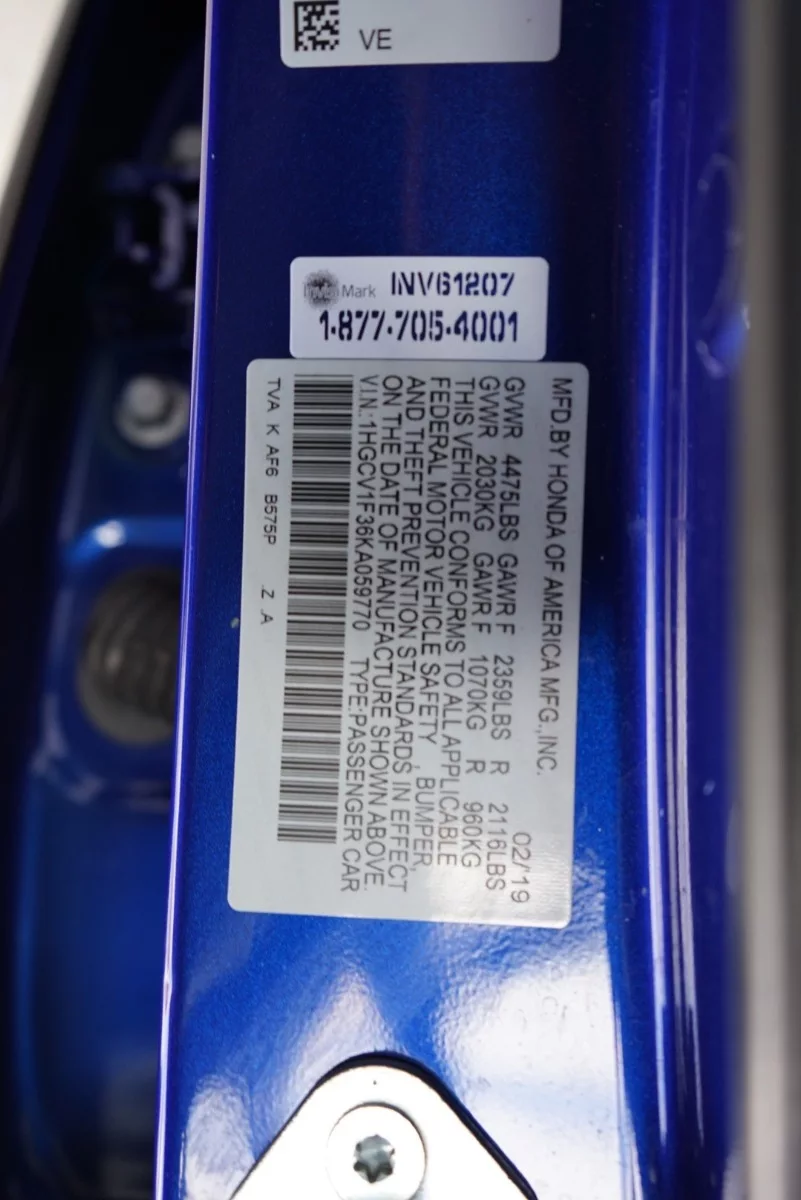 VE
InvisMark INV61207
1-877-705-4001
MFD.BY HONDA OF AMERICA MFG.,INC. 02/'19
GVWR 4475LBS GAWR F 2359LBS R 2116LBS
GVWR 2030KG GAWR F 1070KG R 960KG
THIS VEHICLE CONFORMS TO ALL APPLICABLE
FEDERAL MOTOR VEHICLE SAFETY , BUMPER,
AND THEFT PREVENTION STANDARDS IN EFFECT
ON THE DATE OF MANUFACTURE SHOWN ABOVE.
V.I.N.:1HGCV1F36KA059770 TYPE:PASSENGER CAR
TVA K AF6 B575P .Z .A